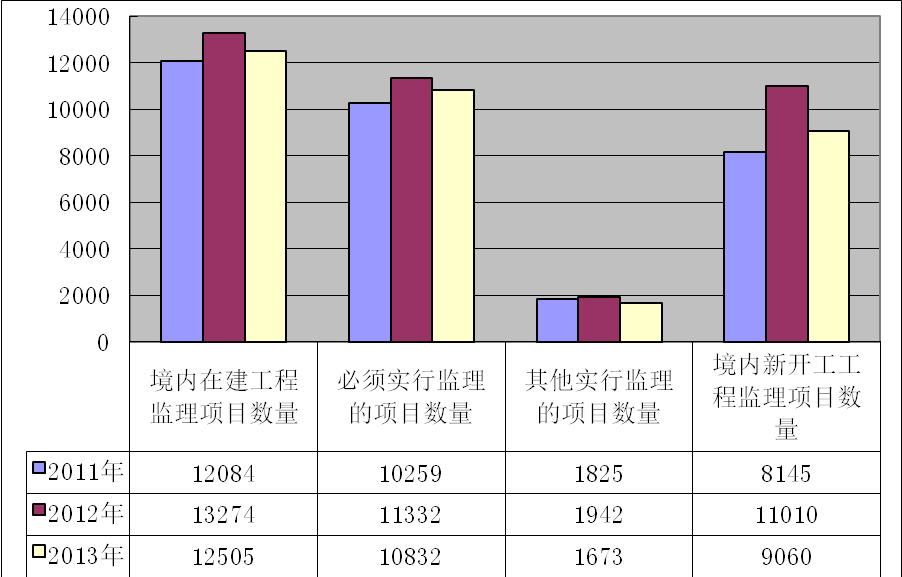 14000
12000
10000
8000
6000
4000
2000
0
境内在建工程
监理项目数量
必须实行监理
的项目数量
其他实行监理
的项目数量
境内新开工工
程监理项目数
量
2011年 12084 10259 1825 8145
2012年 13274 11332 1942 11010
2013年 12505 10832 1673 9060